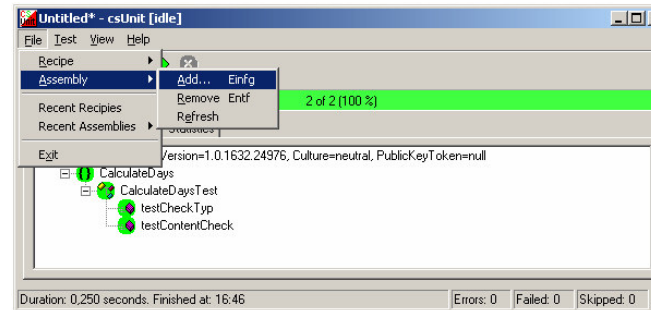 Untitled* - csUnit [idle]
File Test View Help
Recipe
Assembly
Add... Einfg
Remove Entf
2 of 2 (100 %)
Refresh
Recent Recipies
Recent Assemblies
Statistics
Exit
Version=1.0.1632.24976, Culture=neutral, PublicKeyToken=null
CalculateDays
CalculateDaysTest
testCheckTyp
testContentCheck
Duration: 0,250 seconds. Finished at: 16:46 Errors: 0 Failed: 0 Skipped: 0